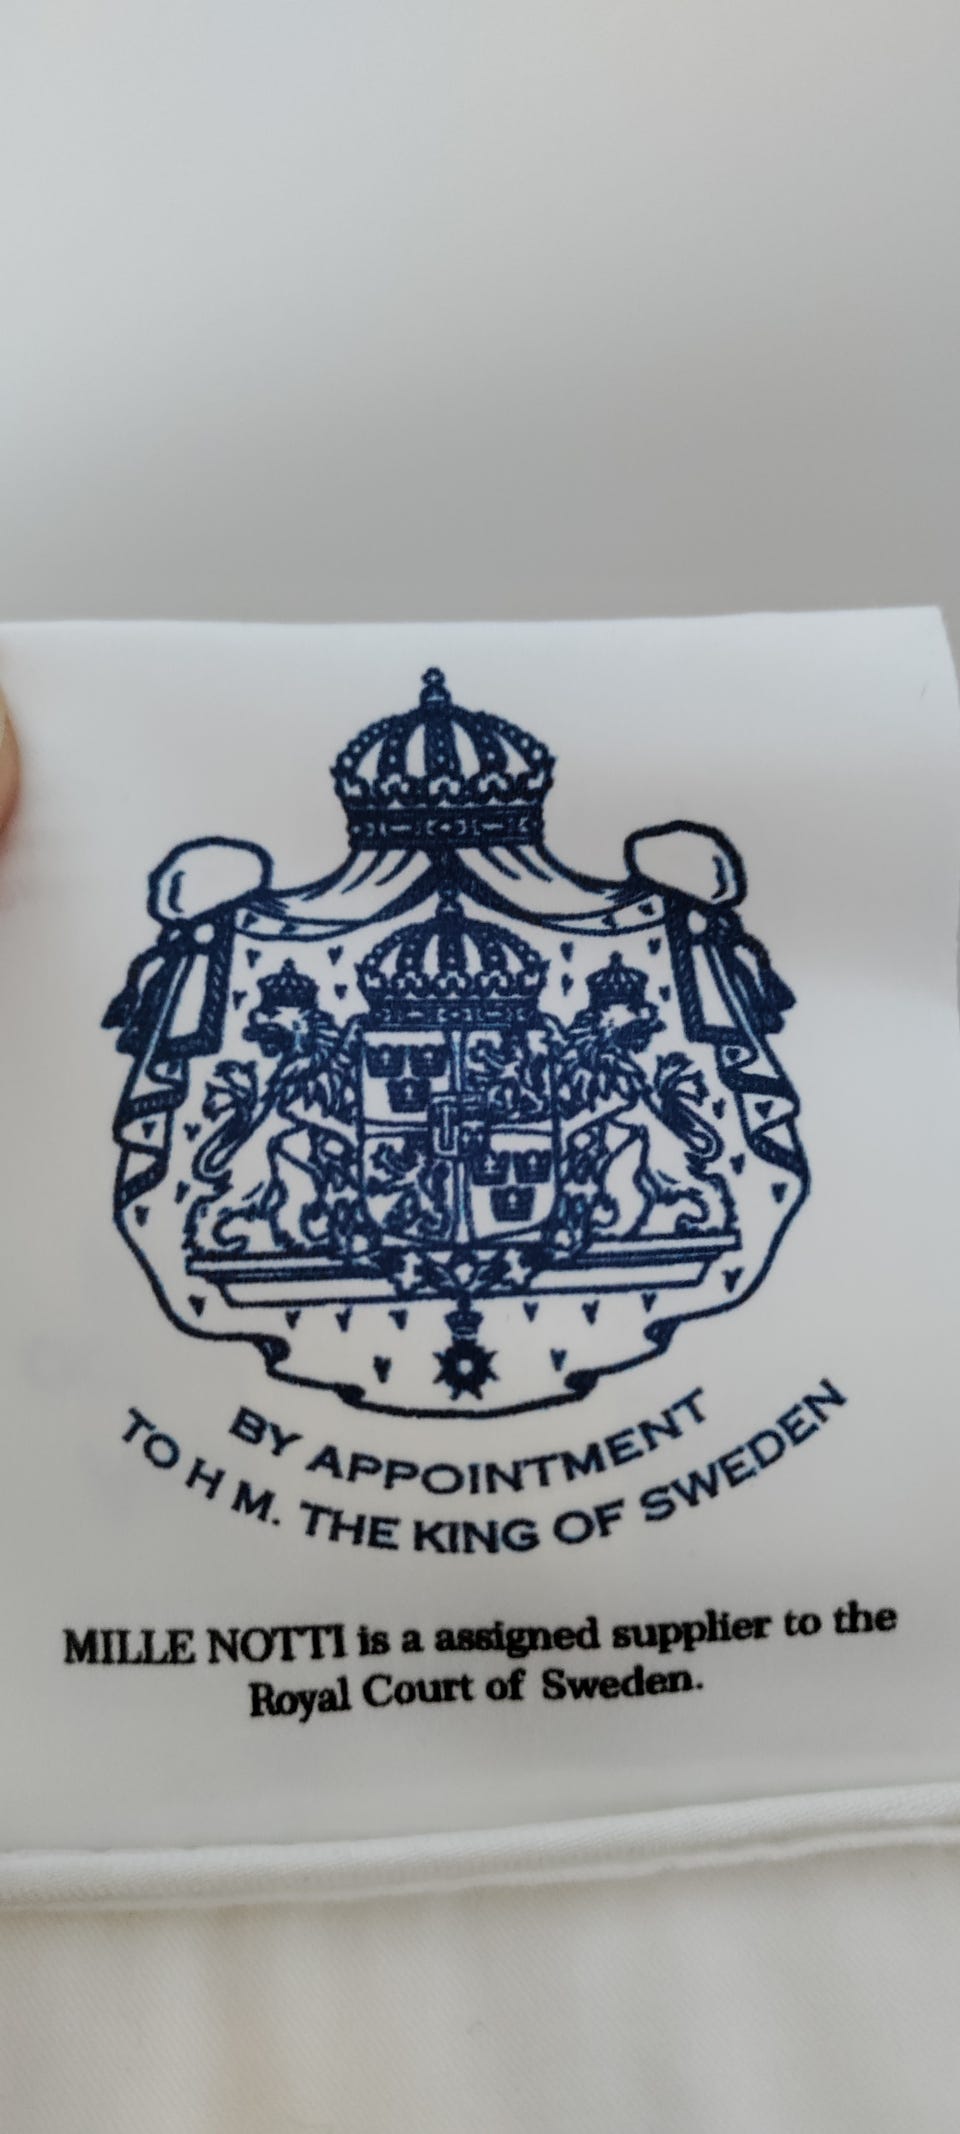 BY APPOINTMENT
TO H M. THE KING OF SWEDEN
MILLE NOTTI is a assigned supplier to the
Royal Court of Sweden.